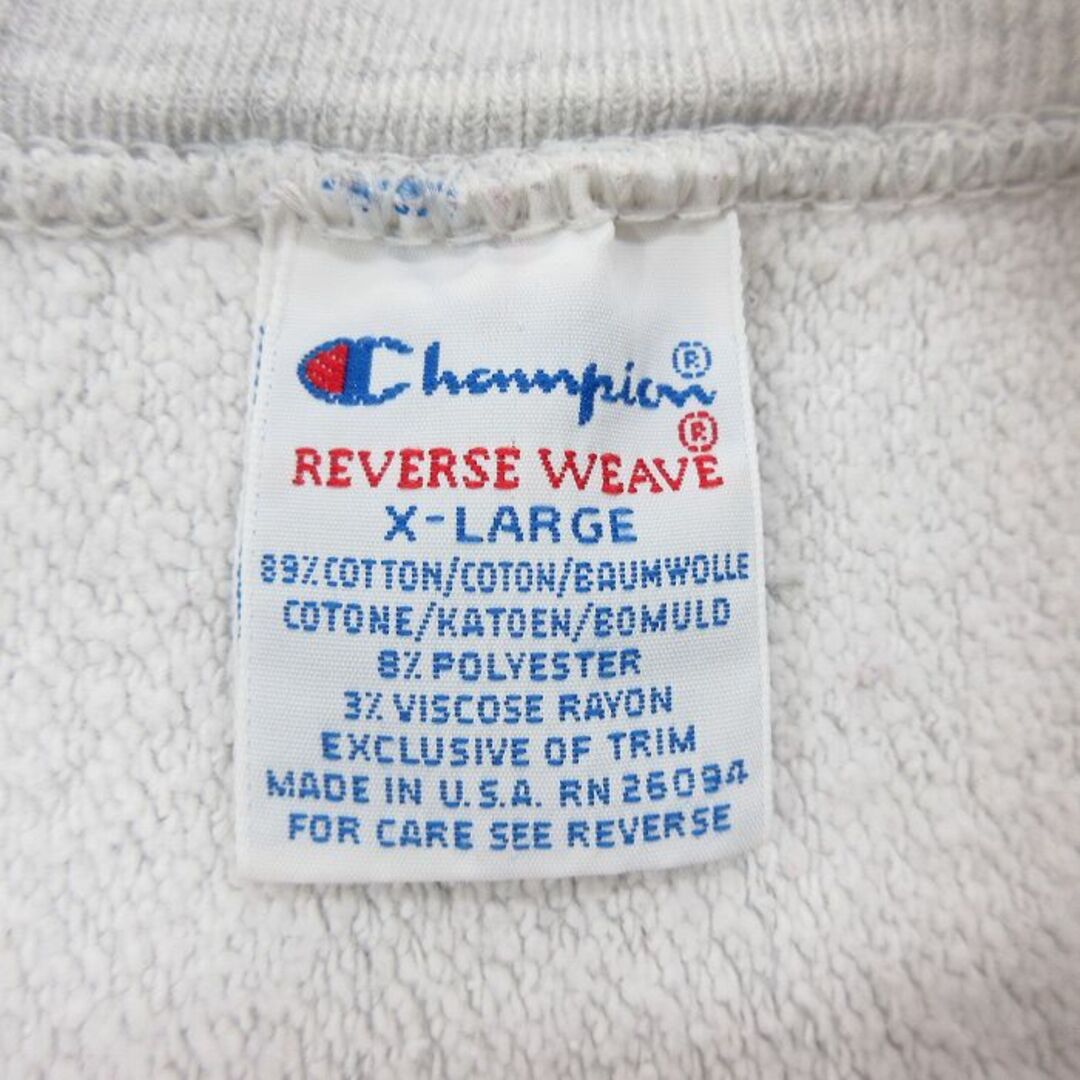 Champion®
REVERSE WEAVE®
X-LARGE
89% COTTON/COTON/BAUMWOLLE
COTONE/KATOEN/BOMULD
8% POLYESTER
3% VISCOSE RAYON
EXCLUSIVE OF TRIM
MADE IN U.S.A. RN 26094
FOR CARE SEE REVERSE